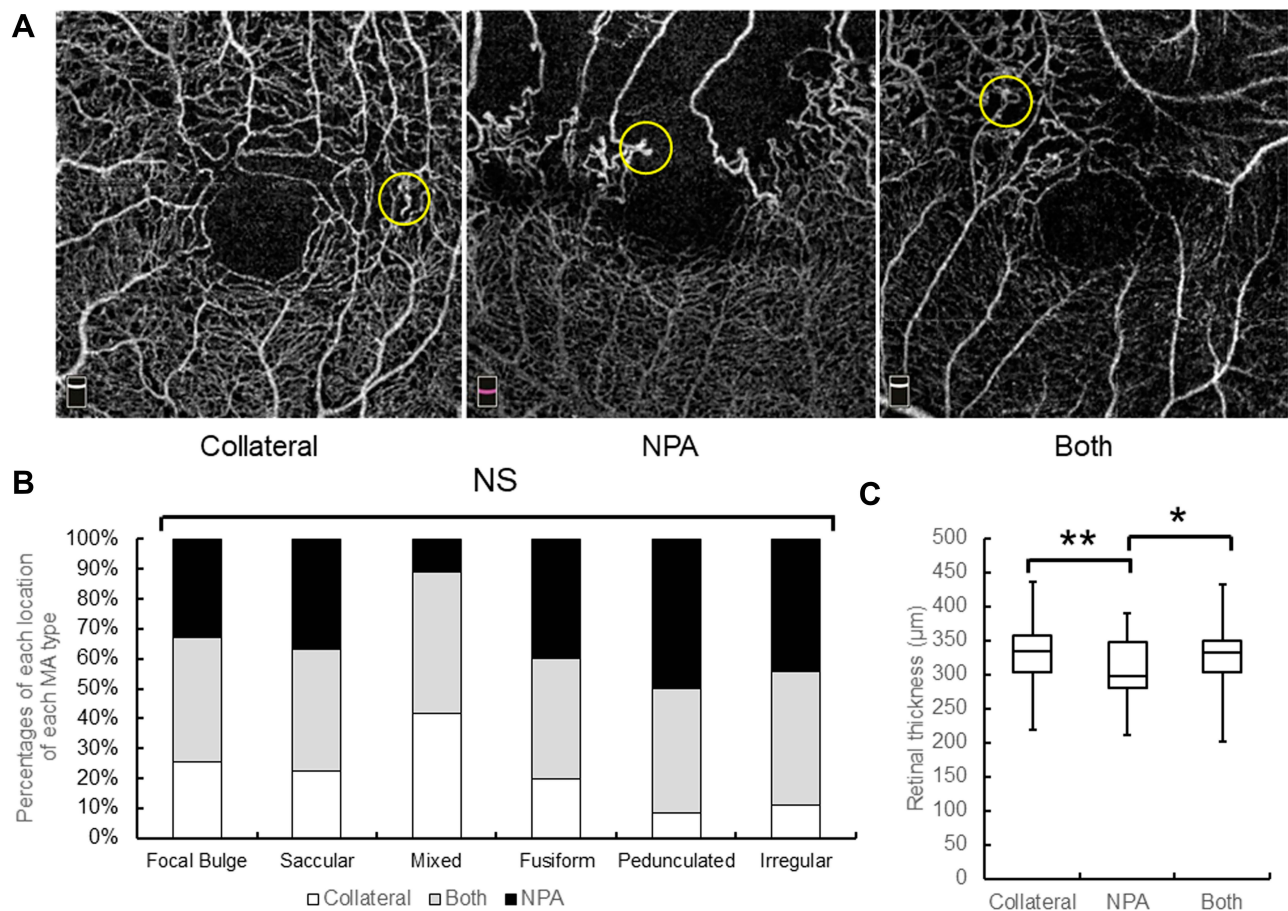 A
Collateral
NPA
Both
B
NS
Percentages of each location
of each MA type
100%
90%
80%
70%
60%
50%
40%
30%
20%
10%
0%
Focal Bulge
Saccular
Mixed
Fusiform
Pedunculated
Irregular
Collateral
Both
NPA
C
**
*
Retinal thickness (μm)
500
450
400
350
300
250
200
150
100
50
0
Collateral
NPA
Both